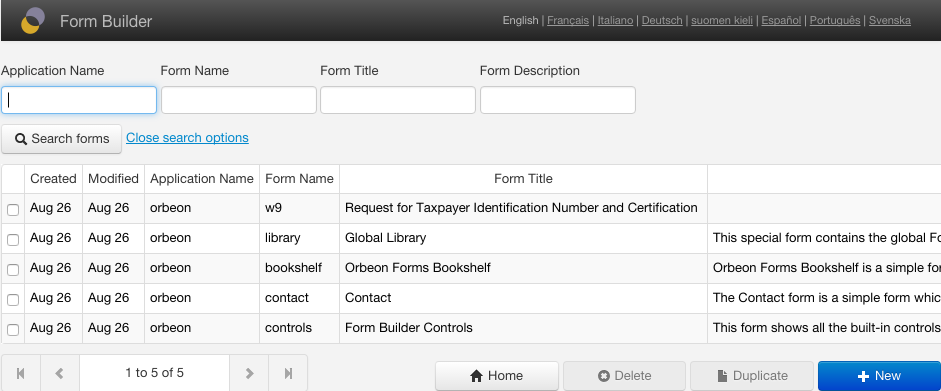 Form Builder
English | Français | Italiano | Deutsch | suomen kieli | Español | Português | Svenska
Application Name Form Name Form Title Form Description
Search forms Close search options
Created Modified Application Name Form Name Form Title
Aug 26 Aug 26 orbeon w9 Request for Taxpayer Identification Number and Certification
Aug 26 Aug 26 orbeon library Global Library This special form contains the global Fo
Aug 26 Aug 26 orbeon bookshelf Orbeon Forms Bookshelf Orbeon Forms Bookshelf is a simple for
Aug 26 Aug 26 orbeon contact Contact The Contact form is a simple form whic
Aug 26 Aug 26 orbeon controls Form Builder Controls This form shows all the built-in controls
1 to 5 of 5 Home Delete Duplicate New